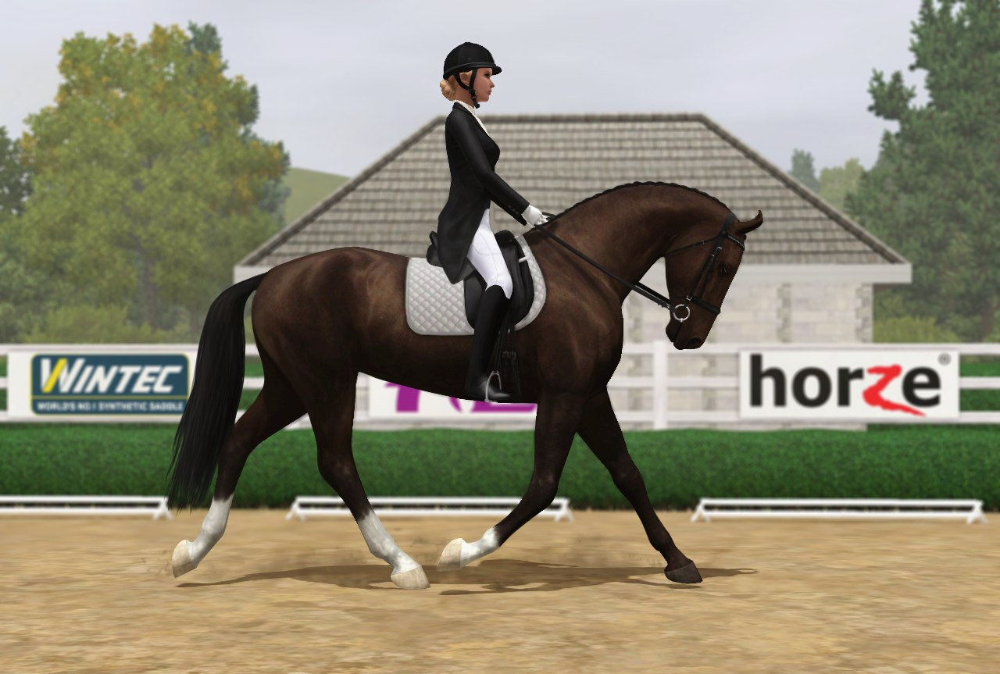 WINTEC
WORLD'S NO.1 SYNTHETIC SADDLE
horze®